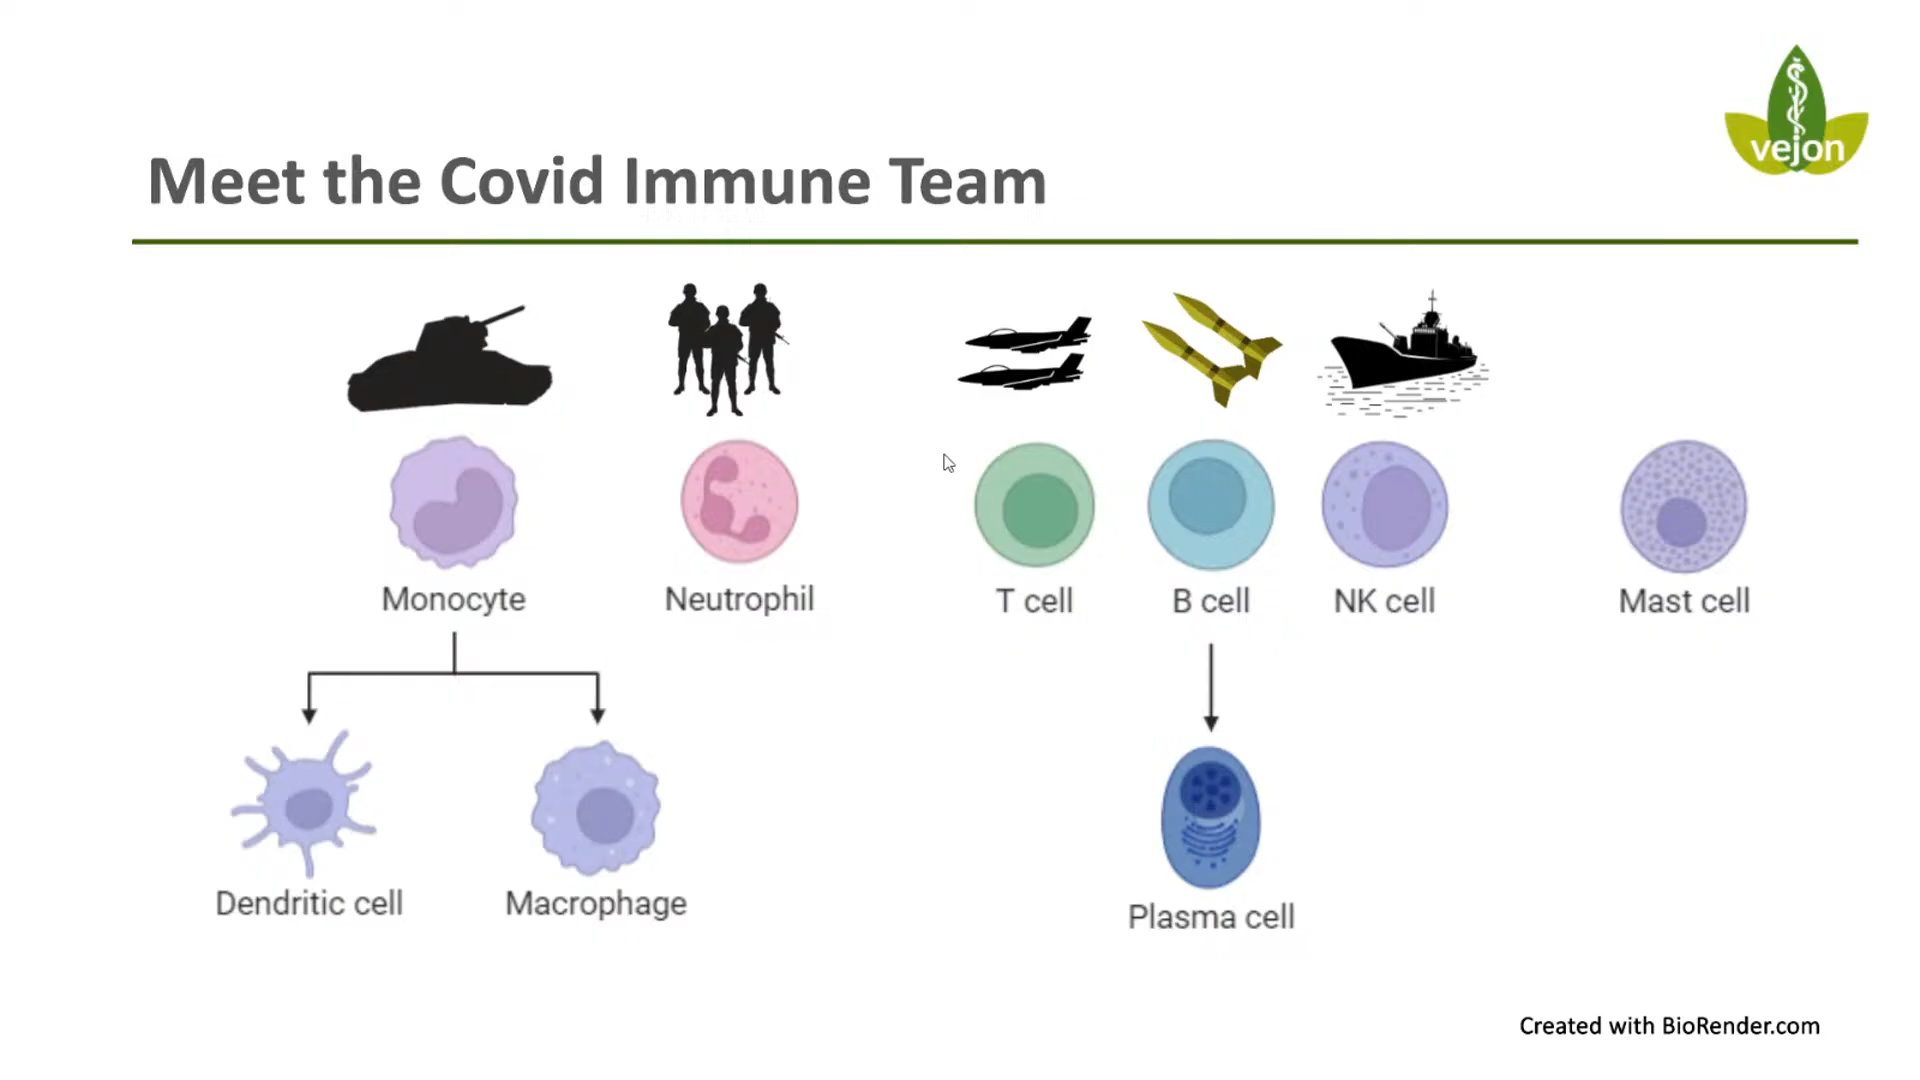 vejon
Meet the Covid Immune Team
Monocyte
Neutrophil
T cell
B cell
NK cell
Mast cell
Dendritic cell
Macrophage
Plasma cell
Created with BioRender.com